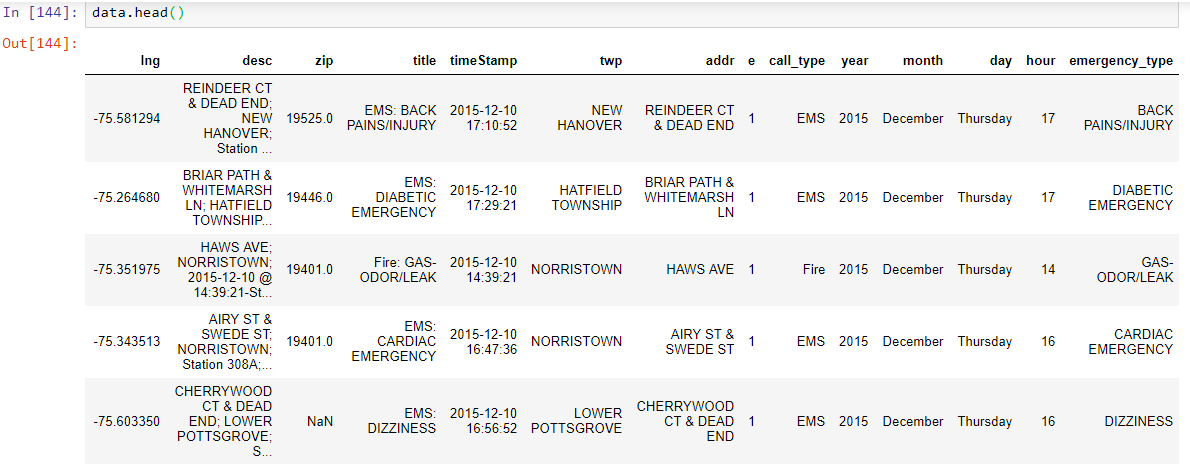 In [144]: data.head()
Out[144]:
lng desc zip title timeStamp twp addr e call_type year month day hour emergency_type
-75.581294 REINDEER CT & DEAD END; NEW HANOVER; Station ... 19525.0 EMS: BACK PAINS/INJURY 2015-12-10 17:10:52 NEW HANOVER REINDEER CT & DEAD END 1 EMS 2015 December Thursday 17 BACK PAINS/INJURY
-75.264680 BRIAR PATH & WHITEMARSH LN; HATFIELD TOWNSHIP... 19446.0 EMS: DIABETIC EMERGENCY 2015-12-10 17:29:21 HATFIELD TOWNSHIP BRIAR PATH & WHITEMARSH LN 1 EMS 2015 December Thursday 17 DIABETIC EMERGENCY
-75.351975 HAWS AVE; NORRISTOWN; 2015-12-10 @ 14:39:21-St... 19401.0 Fire: GAS-ODOR/LEAK 2015-12-10 14:39:21 NORRISTOWN HAWS AVE 1 Fire 2015 December Thursday 14 GAS-ODOR/LEAK
-75.343513 AIRY ST & SWEDE ST; NORRISTOWN; Station 308A;... 19401.0 EMS: CARDIAC EMERGENCY 2015-12-10 16:47:36 NORRISTOWN AIRY ST & SWEDE ST 1 EMS 2015 December Thursday 16 CARDIAC EMERGENCY
-75.603350 CHERRYWOOD CT & DEAD END; LOWER POTTSGROVE; S... NaN EMS: DIZZINESS 2015-12-10 16:56:52 LOWER POTTSGROVE CHERRYWOOD CT & DEAD END 1 EMS 2015 December Thursday 16 DIZZINESS